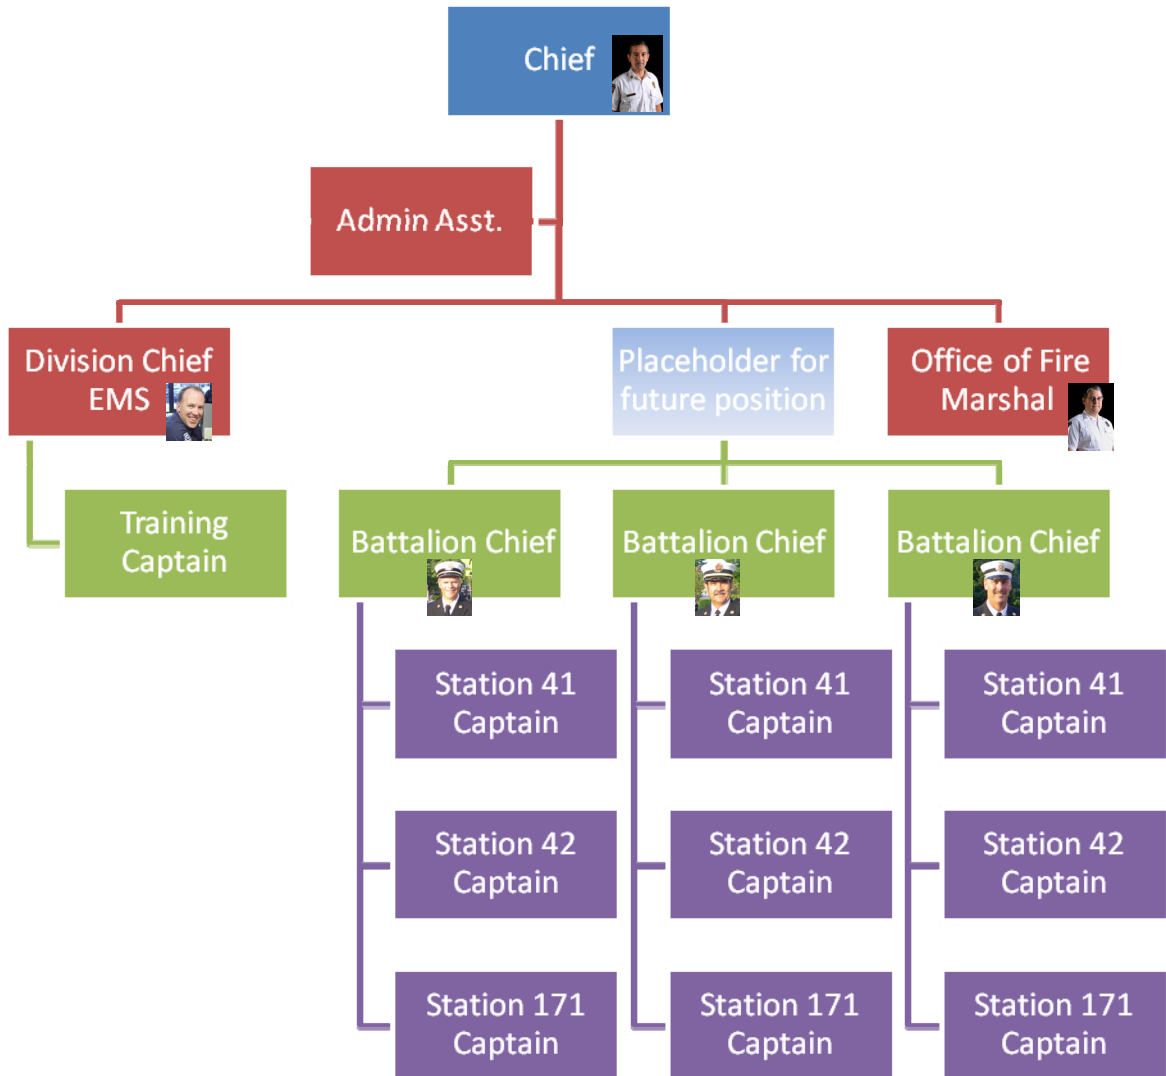 Chief
Admin Asst.
Division Chief
EMS
Placeholder for
future position
Office of Fire
Marshal
Training
Captain
Battalion Chief
Battalion Chief
Battalion Chief
Station 41
Captain
Station 41
Captain
Station 41
Captain
Station 42
Captain
Station 42
Captain
Station 42
Captain
Station 171
Captain
Station 171
Captain
Station 171
Captain